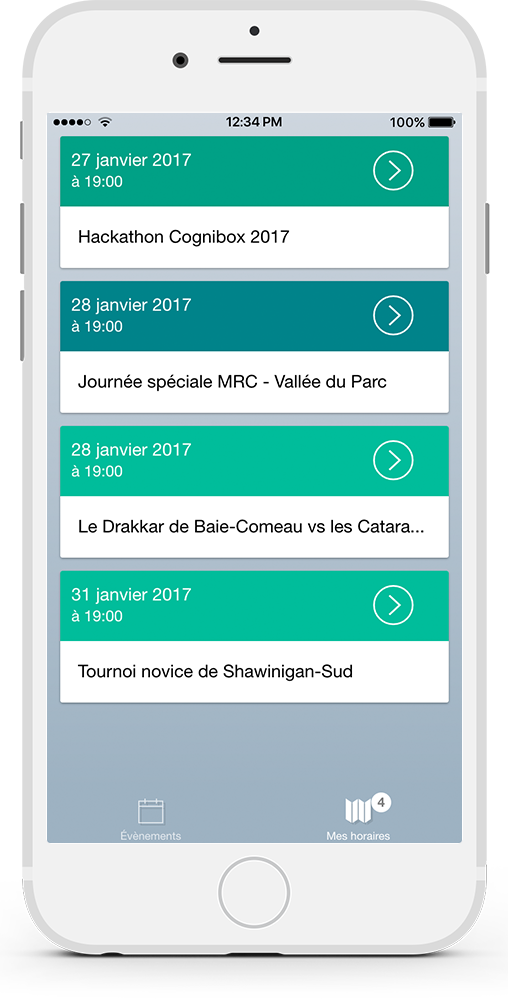 12:34 PM 100%
27 janvier 2017
à 19:00
Hackathon Cognibox 2017
28 janvier 2017
à 19:00
Journée spéciale MRC - Vallée du Parc
28 janvier 2017
à 19:00
Le Drakkar de Baie-Comeau vs les Catara...
31 janvier 2017
à 19:00
Tournoi novice de Shawinigan-Sud
4
Évènements Mes horaires